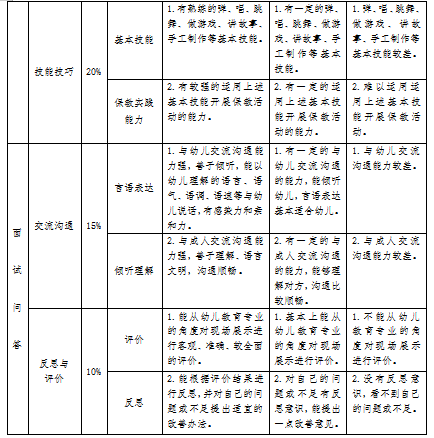 技能技巧
20%
基本技能
1.有熟练的弹、唱、跳、
舞、做游戏、讲故事、
手工制作等基本技能。
1.有一定的弹、
唱、跳、舞、做游
戏、讲故事、手
工制作等基本
技能。
1.有一定的弹、
唱、跳、舞、做游
戏、讲故事、
手工制作等基
本技能较差。
保教实践
能力
2.有较强的运用上述
基本技能开展保教活
动的能力。
2.有一定的运
用上述基本技
能开展保教活
动的能力。
2.难以运用运
用上述基本技
能开展保教活
动。
面试问答
交流沟通
15%
言语表达
1.与幼儿交流沟通能
力强,善于倾听,能以
幼儿理解的语言、语
气、语调、语速等与幼
儿说话,有感染力和亲
和力。
1.有一定的与
幼儿交流沟通
的能力,能倾听
幼儿,言语表达
基本适合幼儿。
1.与幼儿交流
沟通能力较差。
倾听理解
2.与成人交流沟通能
力强,善于理解、语言
文明,沟通顺畅。
2.有一定的与
成人交流沟通
的能力,能够理
解对方,沟通比
较顺畅。
2.与成人交流
沟通能力较差。
反思与
评价
10%
评价
1.能从幼儿教育专业
的角度对现场展示进
行客观、准确、较全面
的评价。
1.基本上能从
幼儿教育专业
的角度对现场
展示进行评价。
1.不能从幼儿
教育专业的角
度对现场展示
进行评价。
反思
2.能根据评价结果进
行反思,并对自己的问
题或不足提出适宜的
改善办法。
2.对自己的问
题或不足有反
思意识,能提出
一点改善意见。
2.没有反思意
识,看不到自己
的问题或不足。